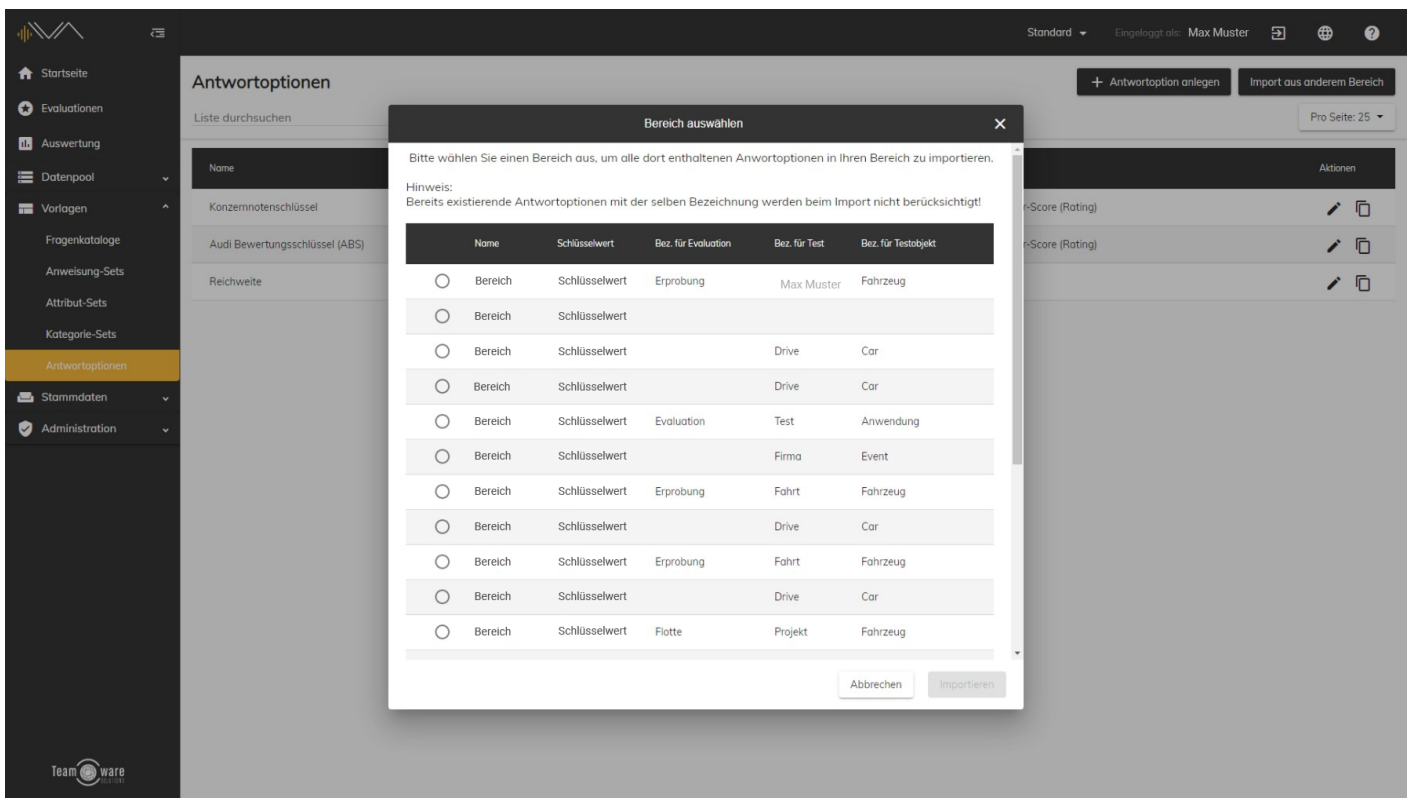 Standard
Eingeloggt als: Max Muster
Startseite
Evaluationen
Auswertung
Datenpool
Vorlagen
Fragenkataloge
Anweisung-Sets
Attribut-Sets
Kategorie-Sets
Antwortoptionen
Stammdaten
Administration
Team ware
SOLUTIONS
Antwortoptionen
+ Antwortoption anlegen
Import aus anderem Bereich
Liste durchsuchen
Pro Seite: 25
Name
Aktionen
Konzernnotenschlüssel
r-Score (Rating)
Audi Bewertungsschlüssel (ABS)
r-Score (Rating)
Reichweite
Bereich auswählen
Bitte wählen Sie einen Bereich aus, um alle dort enthaltenen Anwortoptionen in Ihren Bereich zu importieren.
Hinweis:
Bereits existierende Antwortoptionen mit der selben Bezeichnung werden beim Import nicht berücksichtigt!
Name Schlüsselwert Bez. für Evaluation Bez. für Test Bez. für Testobjekt
Bereich Schlüsselwert Erprobung Max Muster Fahrzeug
Bereich Schlüsselwert
Bereich Schlüsselwert Drive Car
Bereich Schlüsselwert Drive Car
Bereich Schlüsselwert Evaluation Test Anwendung
Bereich Schlüsselwert Firma Event
Bereich Schlüsselwert Erprobung Fahrt Fahrzeug
Bereich Schlüsselwert Drive Car
Bereich Schlüsselwert Erprobung Fahrt Fahrzeug
Bereich Schlüsselwert Drive Car
Bereich Schlüsselwert Flotte Projekt Fahrzeug
Abbrechen
Importieren